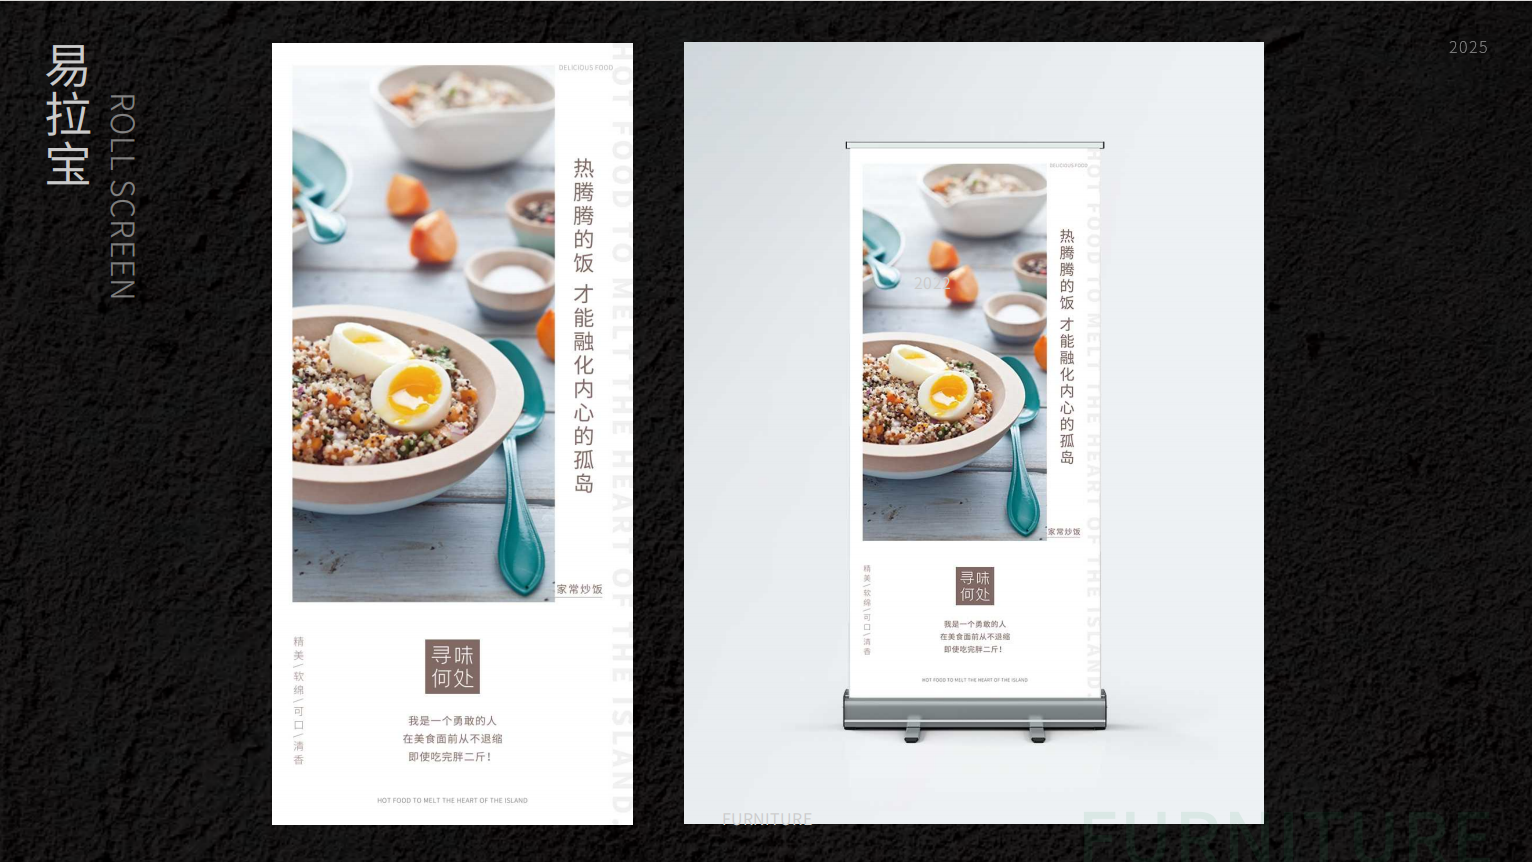 易拉宝
ROLL SCREEN
2025
DELICIOUS FOOD
HOT FOOD TO MELT THE HEART OF THE ISLAND.
热腾腾的饭 才能融化内心的孤岛
家常炒饭
精美\软绵\可口\清香
寻味
何处
我是一个勇敢的人
在美食面前从不退缩
即使吃完胖二斤!
HOT FOOD TO MELT THE HEART OF THE ISLAND
DELICIOUS FOOD
HOT FOOD TO MELT THE HEART OF THE ISLAND.
热腾腾的饭 才能融化内心的孤岛
2022
家常炒饭
精美\软绵\可口\清香
寻味
何处
我是一个勇敢的人
在美食面前从不退缩
即使吃完胖二斤!
HOT FOOD TO MELT THE HEART OF THE ISLAND
FURNITURE
FURNITURE